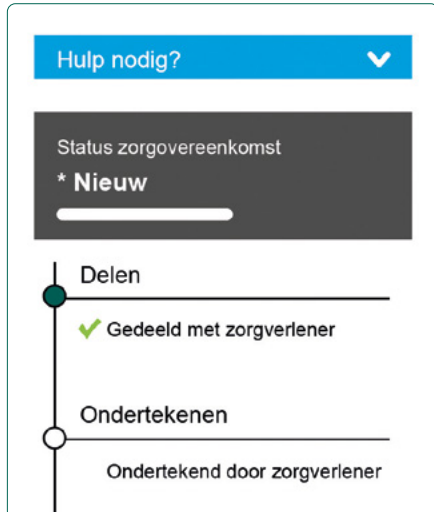 Hulp nodig?
Status zorgovereenkomst
* Nieuw
Delen
Gedeeld met zorgverlener
Ondertekenen
Ondertekend door zorgverlener